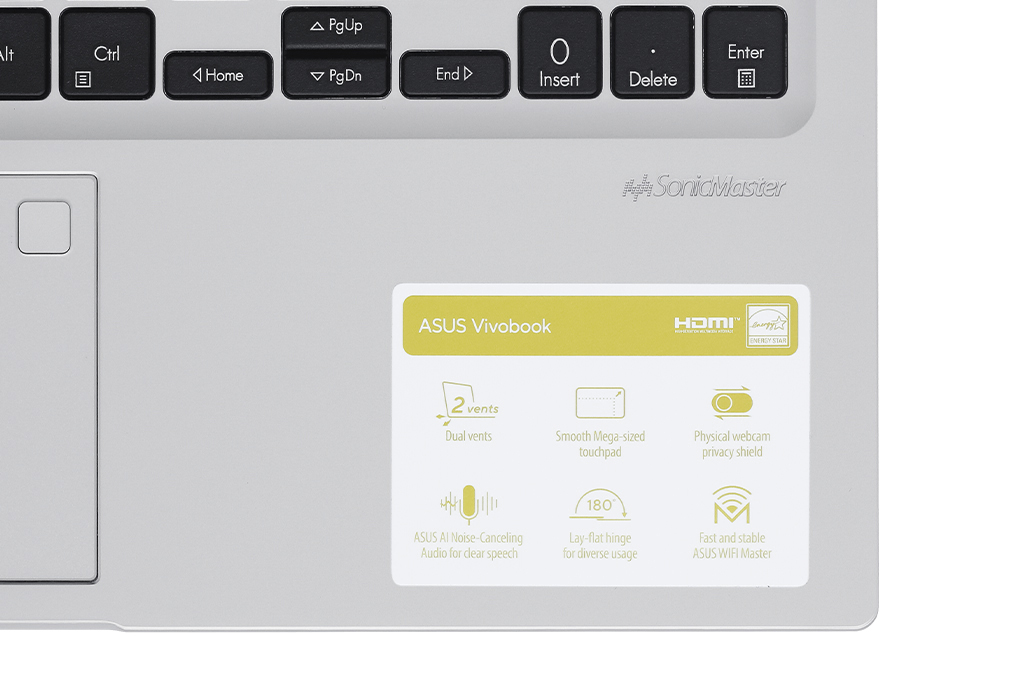 Alt
Ctrl
Home
PgUp
PgDn
End
0
Insert
.
Delete
Enter
SonicMaster
ASUS Vivobook
HDMI™
energy
ENERGY STAR
2 vents
Dual vents
Smooth Mega-sized
touchpad
Physical webcam
privacy shield
ASUS AI Noise-Canceling
Audio for clear speech
180°
Lay-flat hinge
for diverse usage
Fast and stable
ASUS WIFI Master